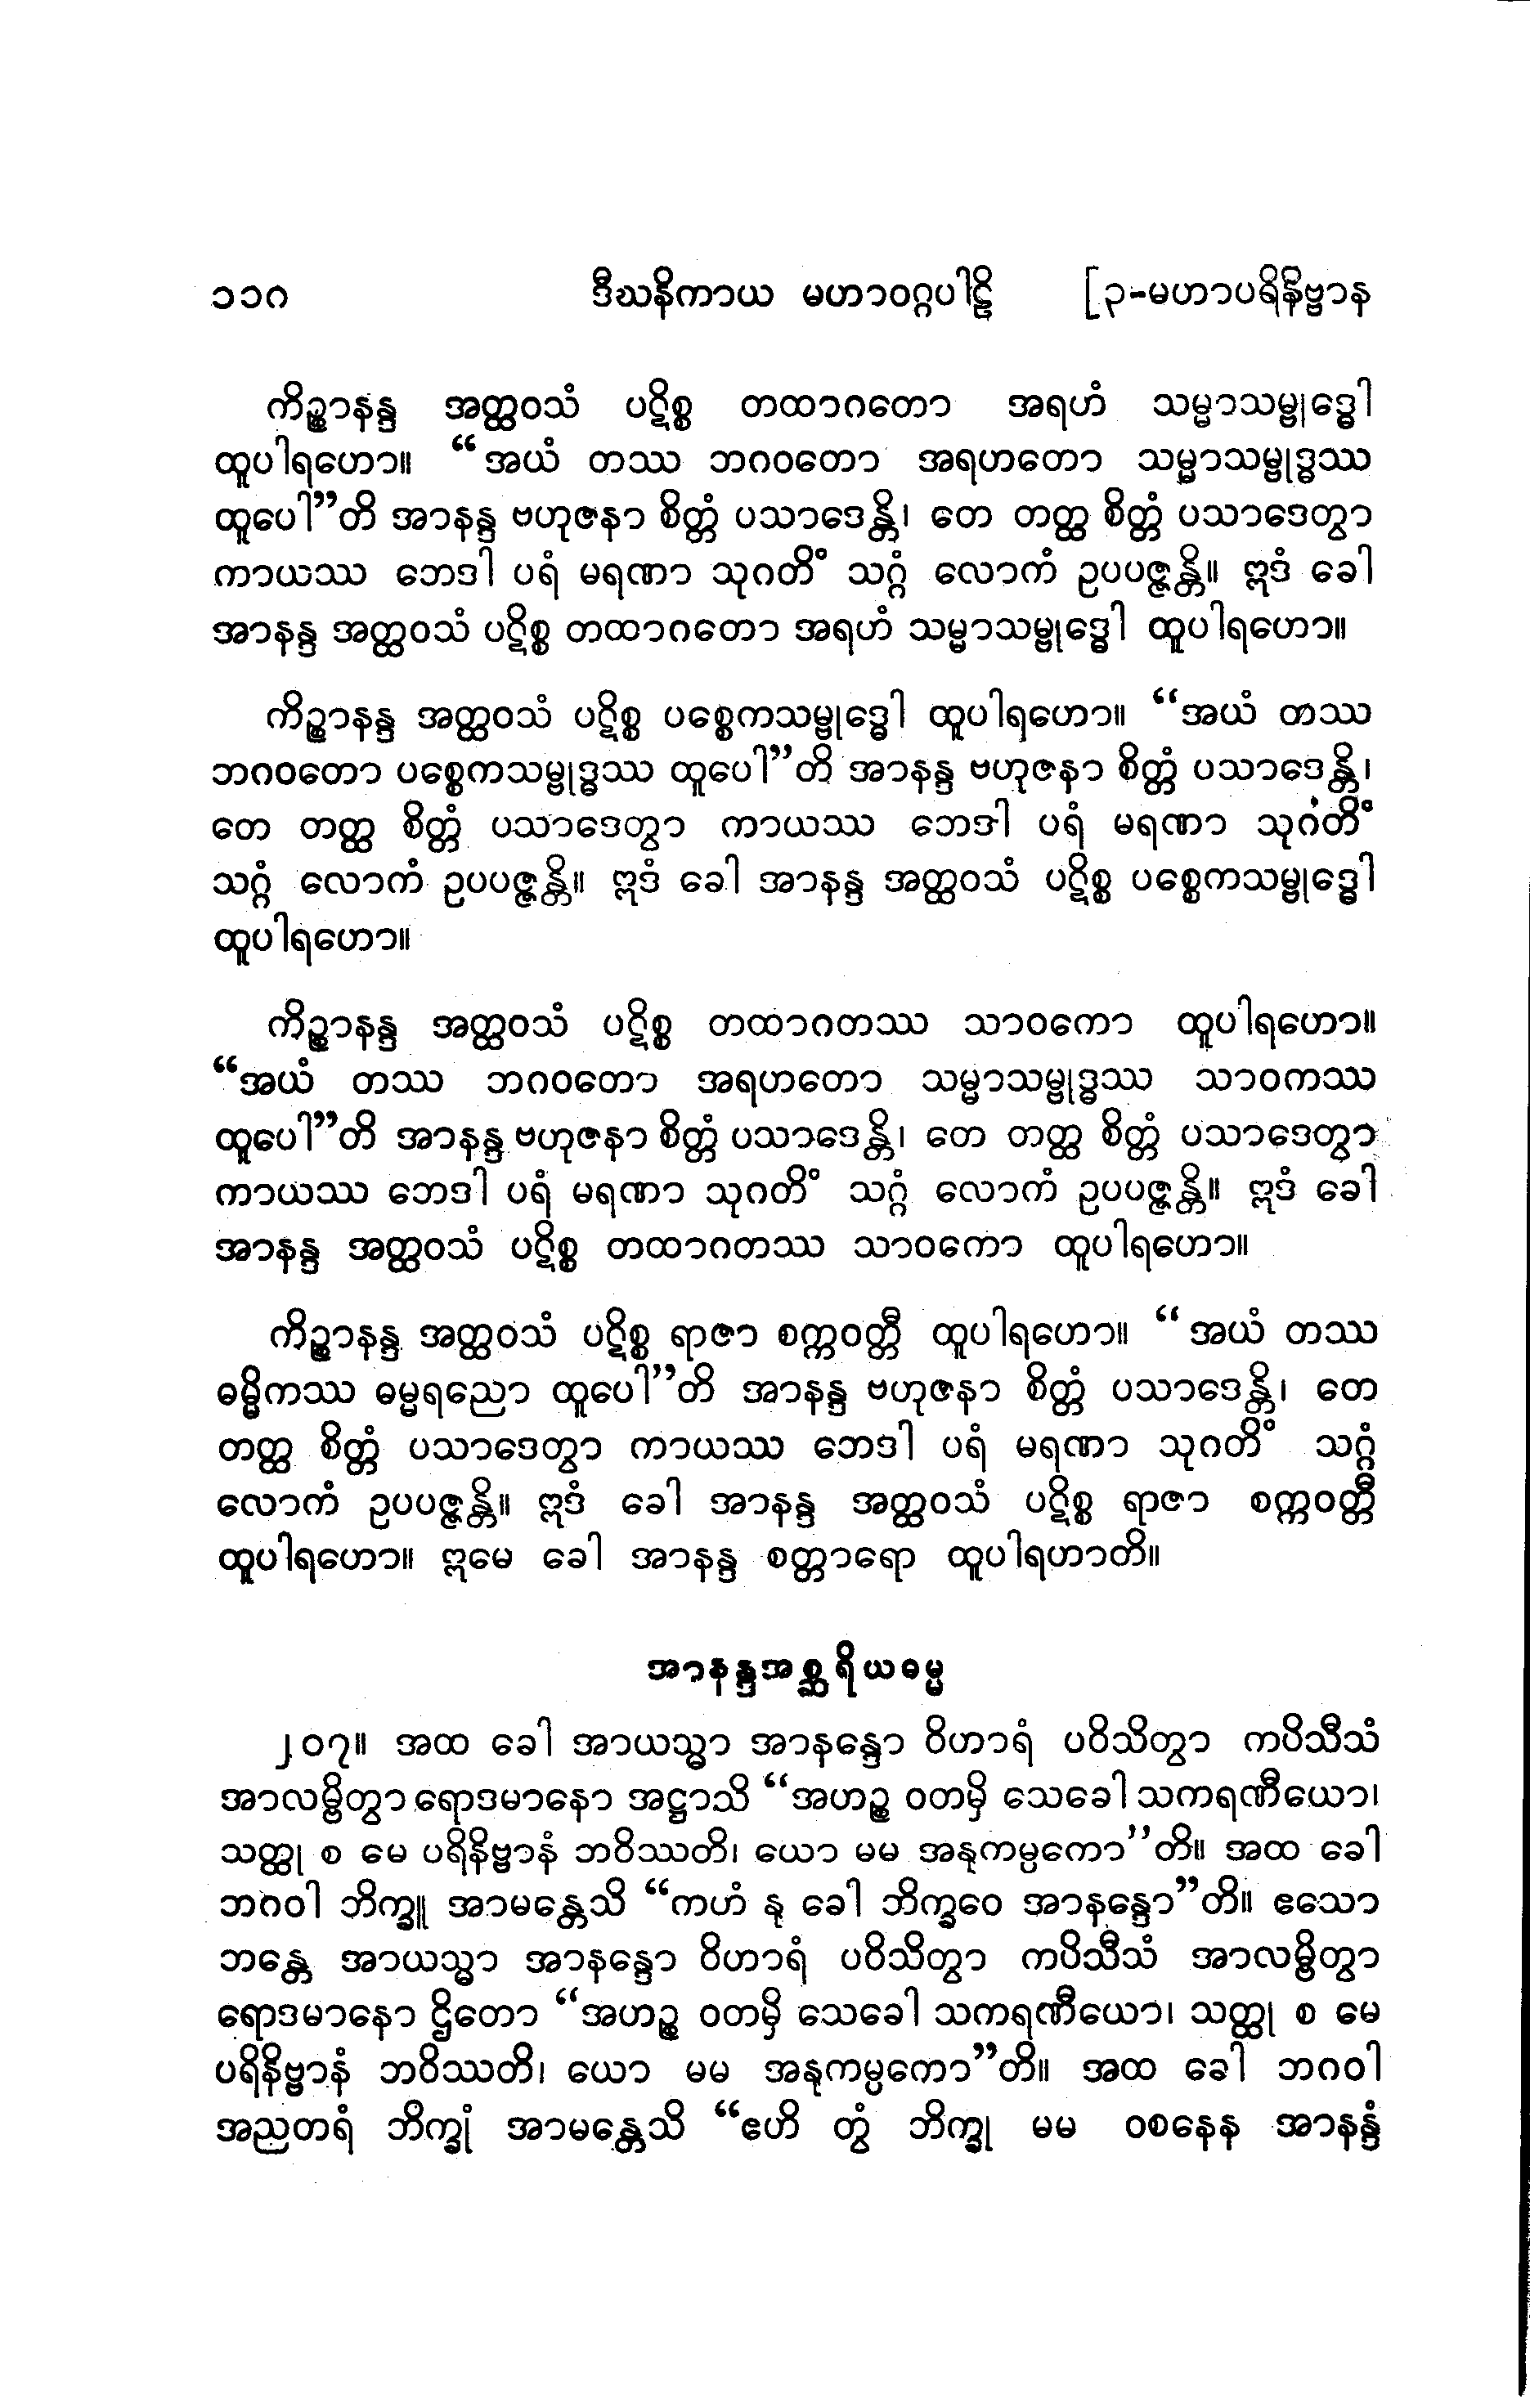 ၁၁၈ ဒီဃနိကာယ မဟာဝဂ္ဂပါဠိ [၃-မဟာပရိနိဗ္ဗာန
ကိဉ္စာနန္ဒ အတ္ထဝသံ ပဋိစ္စ တထာဂတော အရဟံ သမ္မာသမ္ဗုဒ္ဓေါ
ထူပါရဟော။ “အယံ တဿ ဘဂဝတော အရဟတော သမ္မာသမ္ဗုဒ္ဓဿ
ထူပေါ”တိ အာနန္ဒ ဗဟုဇနာ စိတ္တံ ပသာဒေန္တိ၊ တေ တတ္ထ စိတ္တံ ပသာဒေတွာ
ကာယဿ ဘေဒါ ပရံ မရဏာ သုဂတိံ သဂ္ဂံ လောကံ ဥပပဇ္ဇန္တိ။ ဣဒံ ခေါ
အာနန္ဒ အတ္ထဝသံ ပဋိစ္စ တထာဂတော အရဟံ သမ္မာသမ္ဗုဒ္ဓေါ ထူပါရဟော။
ကိဉ္စာနန္ဒ အတ္ထဝသံ ပဋိစ္စ ပစ္စေကသမ္ဗုဒ္ဓေါ ထူပါရဟော။ “အယံ တဿ
ဘဂဝတော ပစ္စေကသမ္ဗုဒ္ဓဿ ထူပေါ”တိ အာနန္ဒ ဗဟုဇနာ စိတ္တံ ပသာဒေန္တိ၊
တေ တတ္ထ စိတ္တံ ပသာဒေတွာ ကာယဿ ဘေဒါ ပရံ မရဏာ သုဂတိံ
သဂ္ဂံ လောကံ ဥပပဇ္ဇန္တိ။ ဣဒံ ခေါ အာနန္ဒ အတ္ထဝသံ ပဋိစ္စ ပစ္စေကသမ္ဗုဒ္ဓေါ
ထူပါရဟော။
ကိဉ္စာနန္ဒ အတ္ထဝသံ ပဋိစ္စ တထာဂတဿ သာဝကော ထူပါရဟော။
“အယံ တဿ ဘဂဝတော အရဟတော သမ္မာသမ္ဗုဒ္ဓဿ သာဝကဿ
ထူပေါ”တိ အာနန္ဒ ဗဟုဇနာ စိတ္တံ ပသာဒေန္တိ၊ တေ တတ္ထ စိတ္တံ ပသာဒေတွာ
ကာယဿ ဘေဒါ ပရံ မရဏာ သုဂတိံ သဂ္ဂံ လောကံ ဥပပဇ္ဇန္တိ။ ဣဒံ ခေါ
အာနန္ဒ အတ္ထဝသံ ပဋိစ္စ တထာဂတဿ သာဝကော ထူပါရဟော။
ကိဉ္စာနန္ဒ အတ္ထဝသံ ပဋိစ္စ ရာဇာ စက္ကဝတ္တီ ထူပါရဟော။ “အယံ တဿ
ဓမ္မိကဿ ဓမ္မရညော ထူပေါ”တိ အာနန္ဒ ဗဟုဇနာ စိတ္တံ ပသာဒေန္တိ၊ တေ
တတ္ထ စိတ္တံ ပသာဒေတွာ ကာယဿ ဘေဒါ ပရံ မရဏာ သုဂတိံ သဂ္ဂံ
လောကံ ဥပပဇ္ဇန္တိ။ ဣဒံ ခေါ အာနန္ဒ အတ္ထဝသံ ပဋိစ္စ ရာဇာ စက္ကဝတ္တီ
ထူပါရဟော။ ဣမေ ခေါ အာနန္ဒ စတ္တာရော ထူပါရဟာတိ။
အာနန္ဒအစ္ဆရိယဓမ္မ
၂၀၇။ အထ ခေါ အာယသ္မာ အာနန္ဒော ဝိဟာရံ ပဝိသိတွာ ကပိသီသံ
အာလမ္ဗိတွာ ရောဒမာနော အဋ္ဌာသိ “အဟဉ္စ ဝတမှိ သေခေါ သကရဏီယော၊
သတ္ထု စ မေ ပရိနိဗ္ဗာနံ ဘဝိဿတိ၊ ယော မမ အနုကမ္ပကော”တိ။ အထ ခေါ
ဘဂဝါ ဘိက္ခူ အာမန္တေသိ “ကဟံ နု ခေါ ဘိက္ခဝေ အာနန္ဒော”တိ။ ဧသော
ဘန္တေ အာယသ္မာ အာနန္ဒော ဝိဟာရံ ပဝိသိတွာ ကပိသီသံ အာလမ္ဗိတွာ
ရောဒမာနော ဌိတော “အဟဉ္စ ဝတမှိ သေခေါ သကရဏီယော၊ သတ္ထု စ မေ
ပရိနိဗ္ဗာနံ ဘဝိဿတိ၊ ယော မမ အနုကမ္ပကော”တိ။ အထ ခေါ ဘဂဝါ
အညတရံ ဘိက္ခုံ အာမန္တေသိ “ဧဟိ တွံ ဘိက္ခု မမ ဝစနေန အာနန္ဒံ